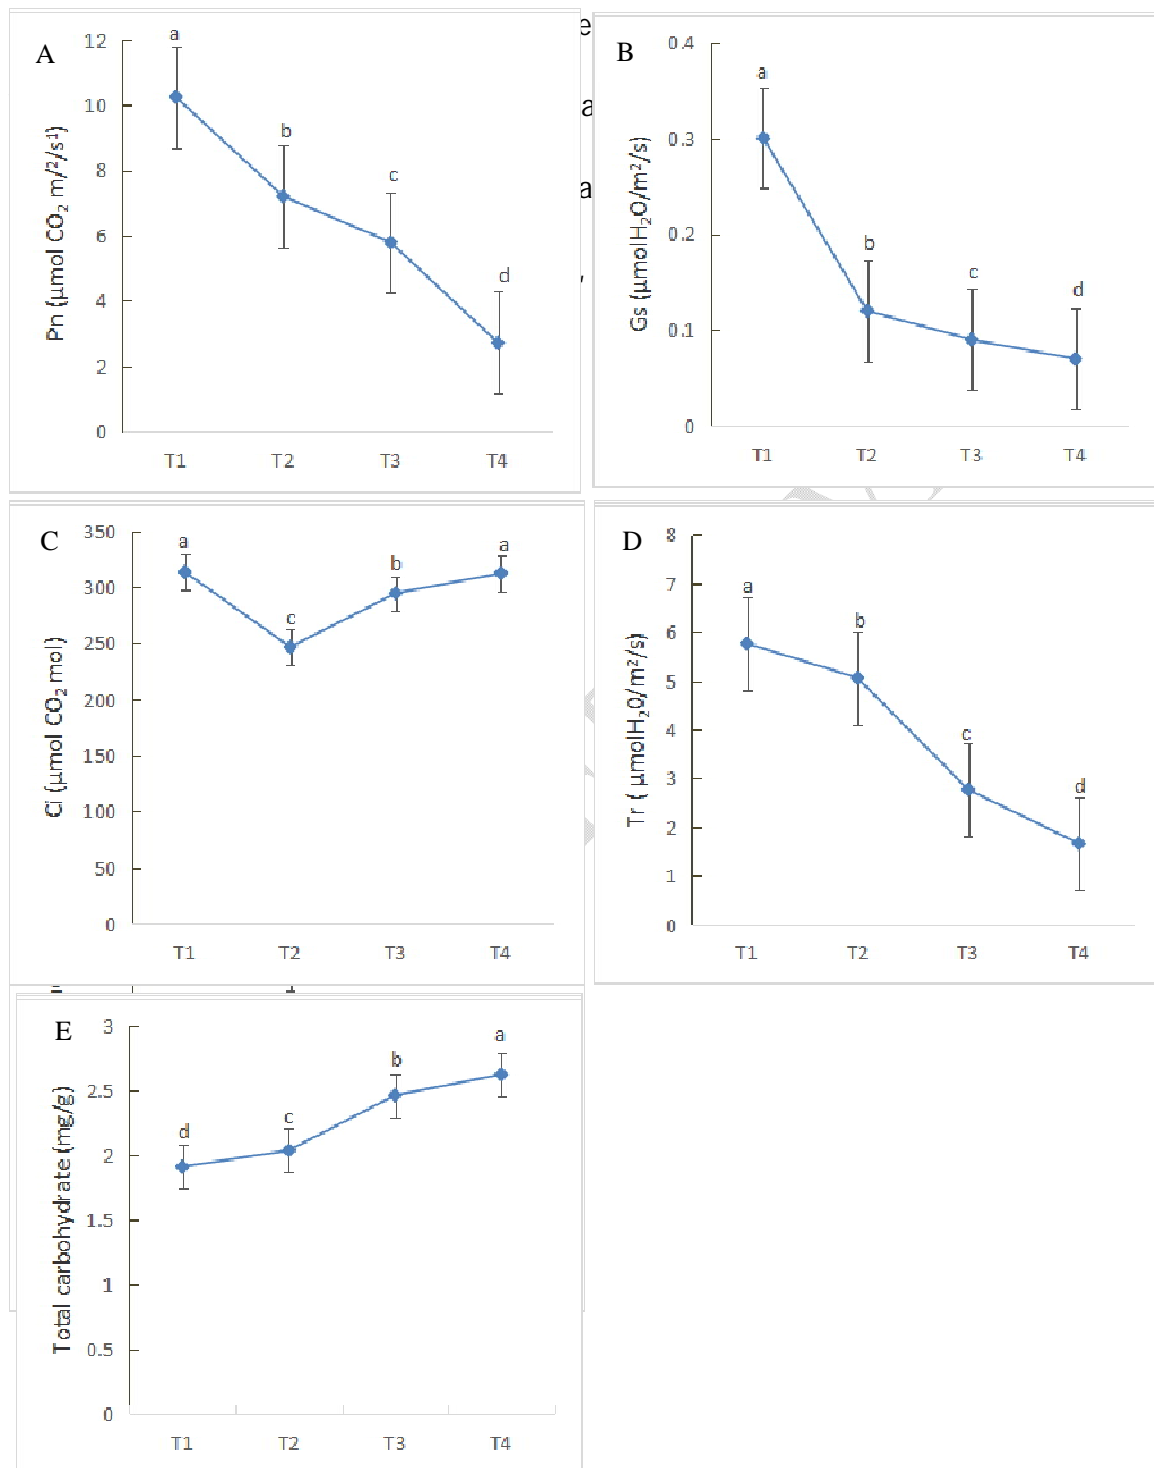 A
Pn (µmol CO₂ m/²/s¹)
12
10
8
6
4
2
0
a
b
c
d
T1 T2 T3 T4
e
a
a
,
B
Gs (µmolH₂O/m²/s)
0.4
0.3
0.2
0.1
0
a
b
c
d
T1 T2 T3 T4
C
Ci (µmol CO₂ mol)
350
300
250
200
150
100
50
0
a
c
b
a
T1 T2 T3 T4
D
Tr ( µmolH₂0/m²/s)
8
7
6
5
4
3
2
1
0
a
b
c
d
T1 T2 T3 T4
E
Total carbohydrate (mg/g)
3
2.5
2
1.5
1
0.5
0
d
c
b
a
T1 T2 T3 T4